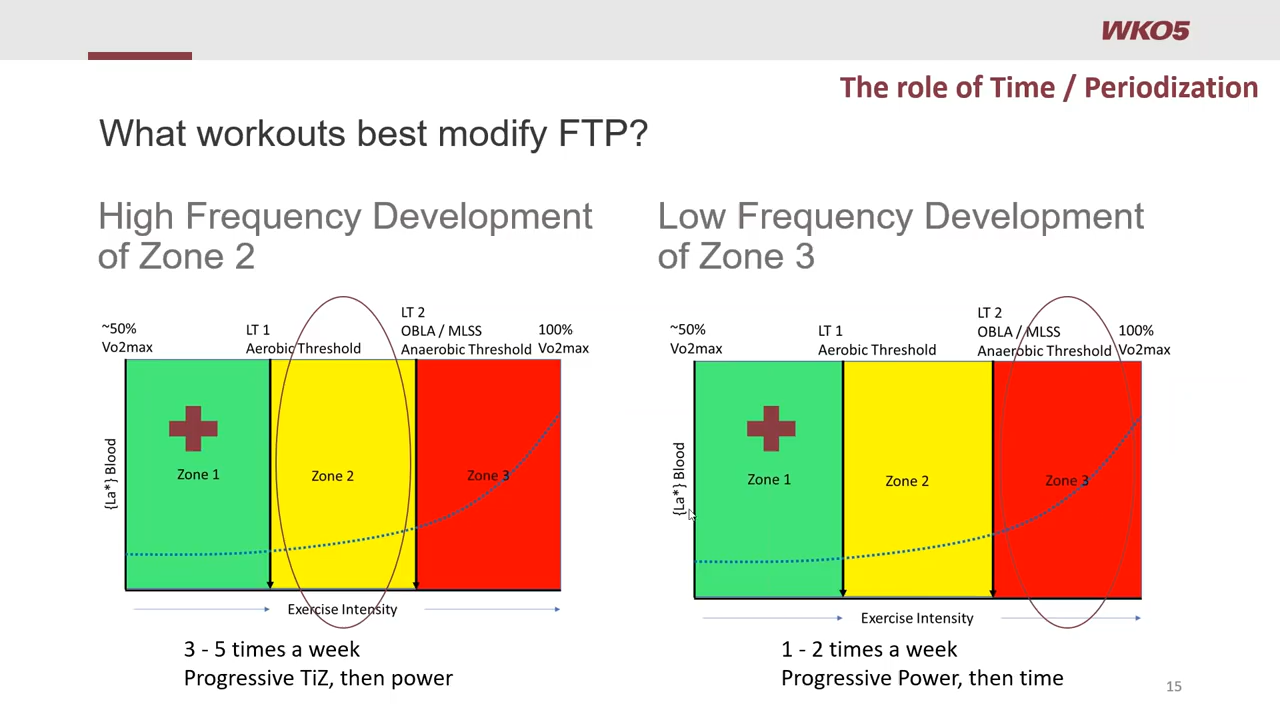 WKO5
The role of Time / Periodization
What workouts best modify FTP?
High Frequency Development
of Zone 2
~50%
Vo2max
LT 1
Aerobic Threshold
LT 2
OBLA / MLSS
Anaerobic Threshold
100%
Vo2max
{La*} Blood
Zone 1
Zone 2
Zone 3
Exercise Intensity
3 - 5 times a week
Progressive TiZ, then power
Low Frequency Development
of Zone 3
~50%
Vo2max
LT 1
Aerobic Threshold
LT 2
OBLA / MLSS
Anaerobic Threshold
100%
Vo2max
{La*} Blood
Zone 1
Zone 2
Zone 3
Exercise Intensity
1 - 2 times a week
Progressive Power, then time
15